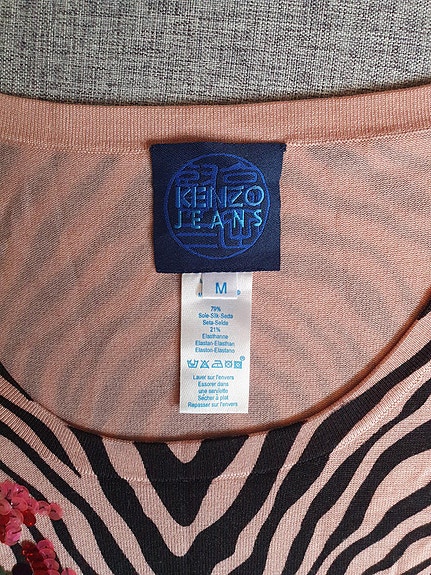 KENZO
JEANS
M
79%
Soie-Silk-Seda
Seta-Seide
21%
Elasthanne
Elastan-Elasthan
Elaston-Elastano
Laver sur l'envers
Essorer dans
une serviette
Sécher à plat
Repasser sur l'envers